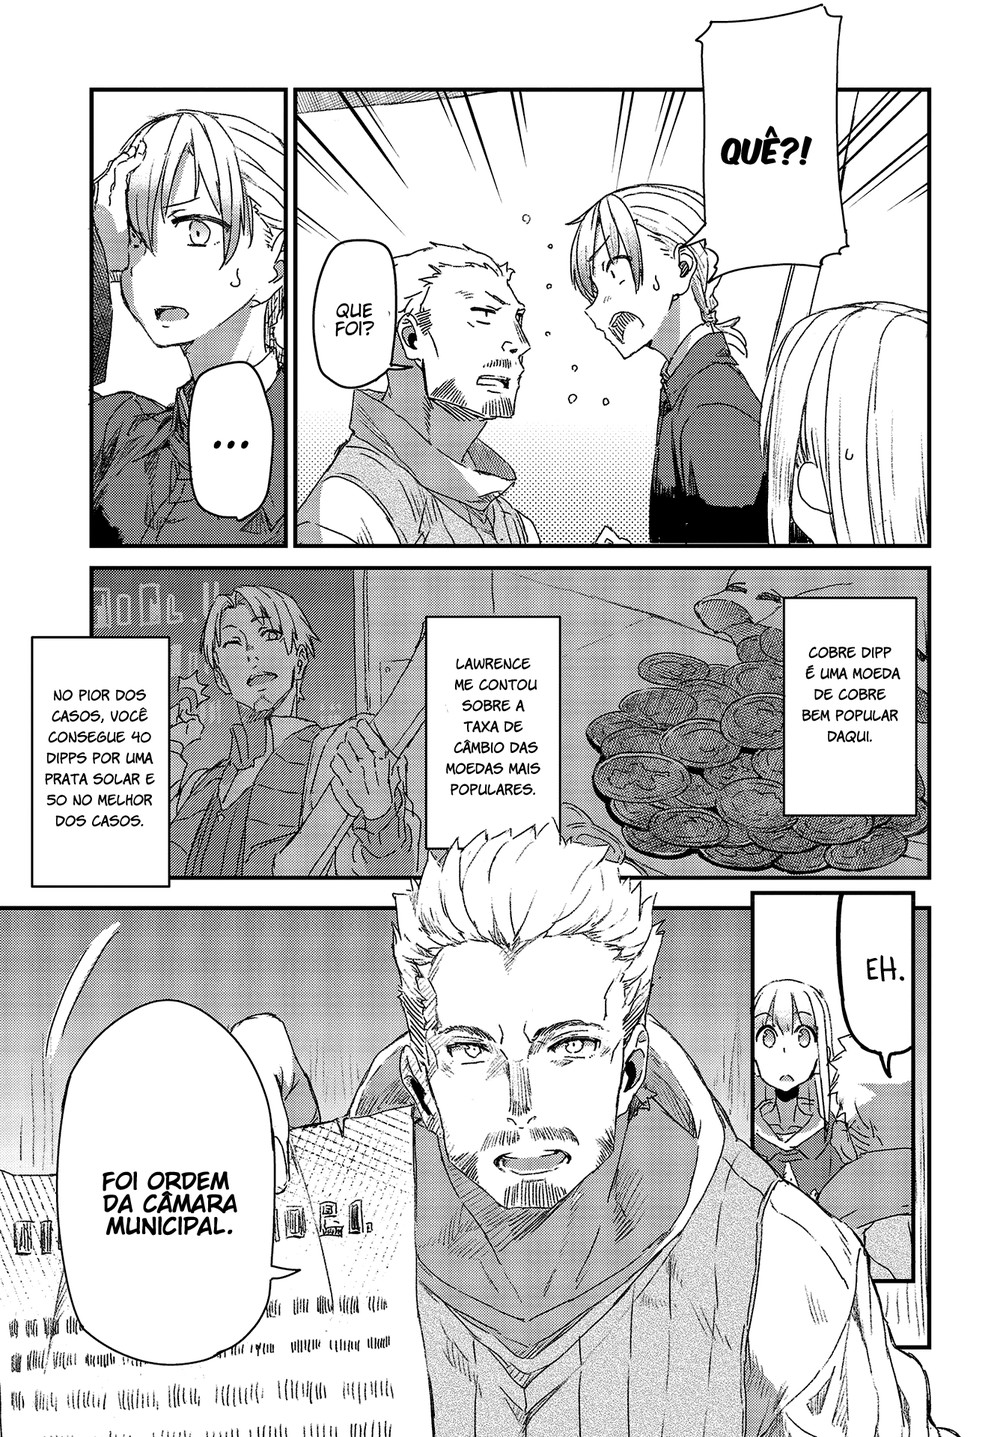 QUÊ?!
QUE
FOI?
...
COBRE DIPP
É UMA MOEDA
DE COBRE
BEM POPULAR
DAQUI.
LAWRENCE
ME CONTOU
SOBRE A
TAXA DE
CÂMBIO DAS
MOEDAS MAIS
POPULARES.
NO PIOR DOS
CASOS, VOCÊ
CONSEGUE 40
DIPPS POR UMA
PRATA SOLAR E
50 NO MELHOR
DOS CASOS.
EH.
FOI ORDEM
DA CÂMARA
MUNICIPAL.